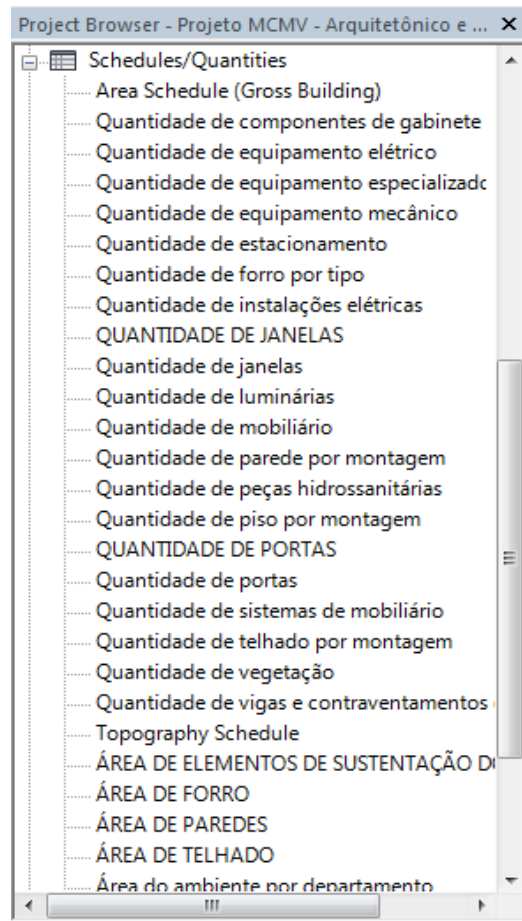 Project Browser - Projeto MCMV - Arquitetônico e ...
Schedules/Quantities
Area Schedule (Gross Building)
Quantidade de componentes de gabinete
Quantidade de equipamento elétrico
Quantidade de equipamento especializado
Quantidade de equipamento mecânico
Quantidade de estacionamento
Quantidade de forro por tipo
Quantidade de instalações elétricas
QUANTIDADE DE JANELAS
Quantidade de janelas
Quantidade de luminárias
Quantidade de mobiliário
Quantidade de parede por montagem
Quantidade de peças hidrossanitárias
Quantidade de piso por montagem
QUANTIDADE DE PORTAS
Quantidade de portas
Quantidade de sistemas de mobiliário
Quantidade de telhado por montagem
Quantidade de vegetação
Quantidade de vigas e contraventamentos
Topography Schedule
ÁREA DE ELEMENTOS DE SUSTENTAÇÃO
ÁREA DE FORRO
ÁREA DE PAREDES
ÁREA DE TELHADO
Área do ambiente por departamento